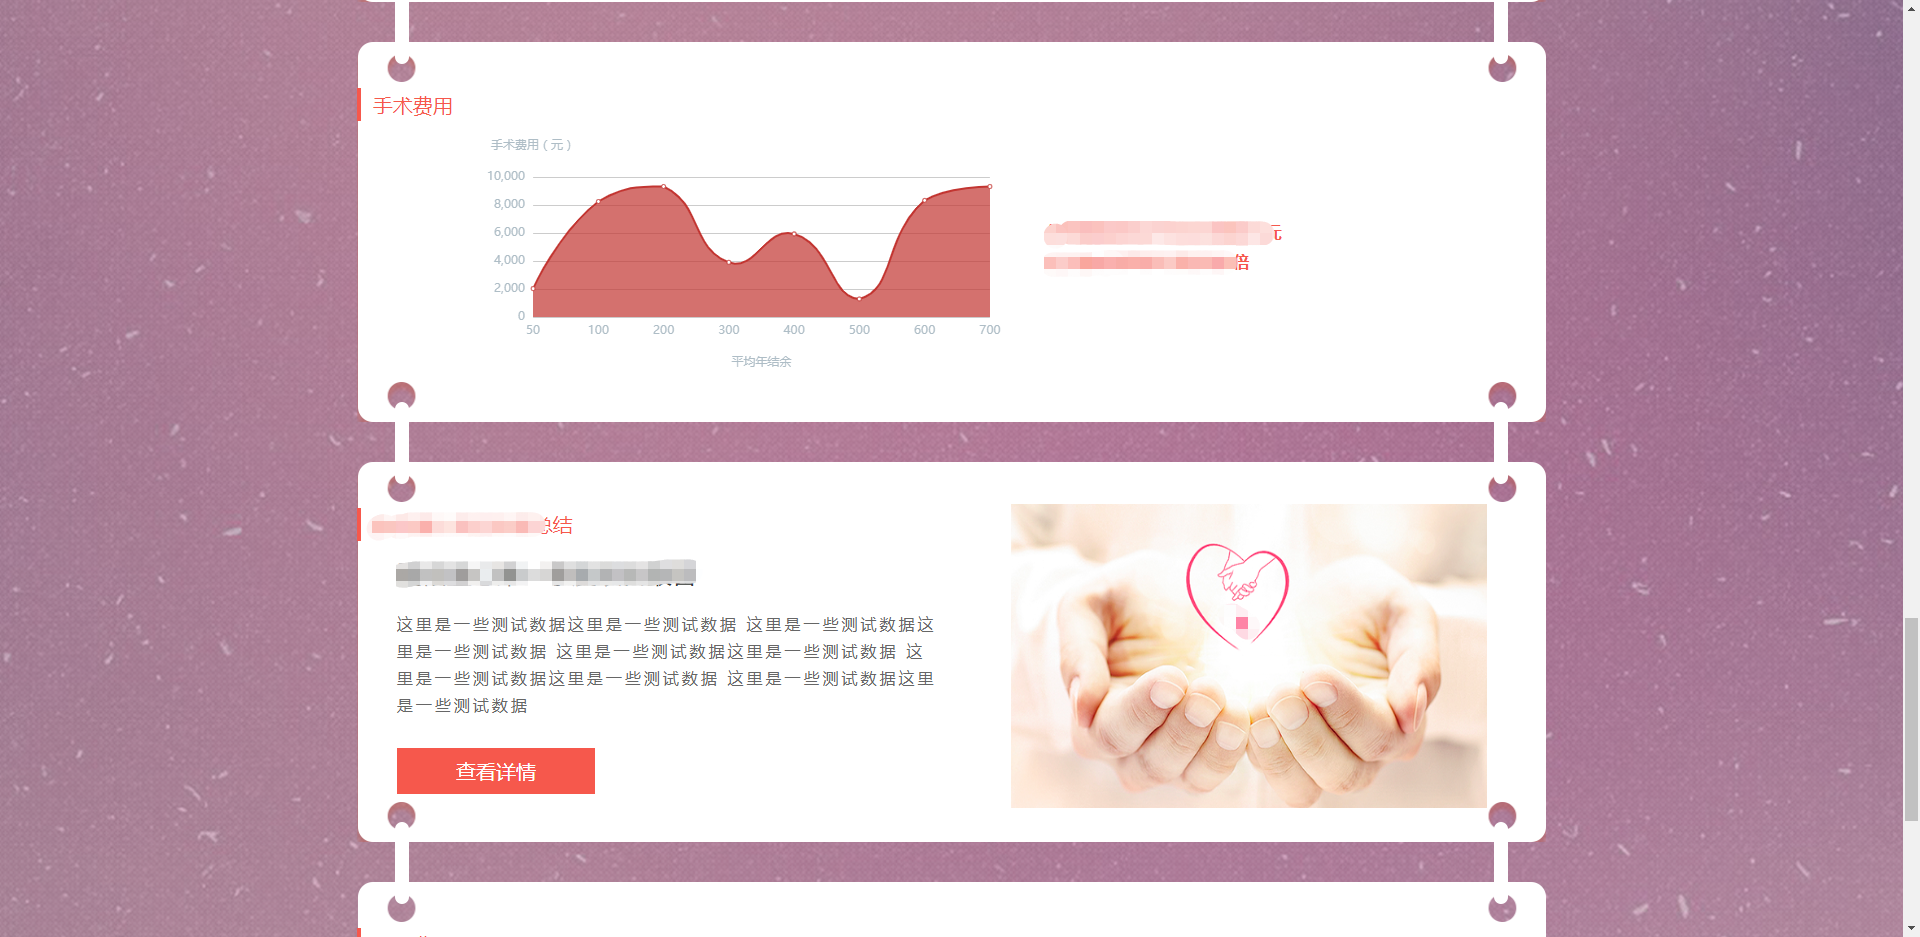 手术费用
手术费用（元）
10,000
8,000
6,000
4,000
2,000
0
50 100 200 300 400 500 600 700
平均年结余
元
倍
总结
这里是一些测试数据这里是一些测试数据 这里是一些测试数据这
里是一些测试数据 这里是一些测试数据这里是一些测试数据 这
里是一些测试数据这里是一些测试数据 这里是一些测试数据这里
是一些测试数据
查看详情